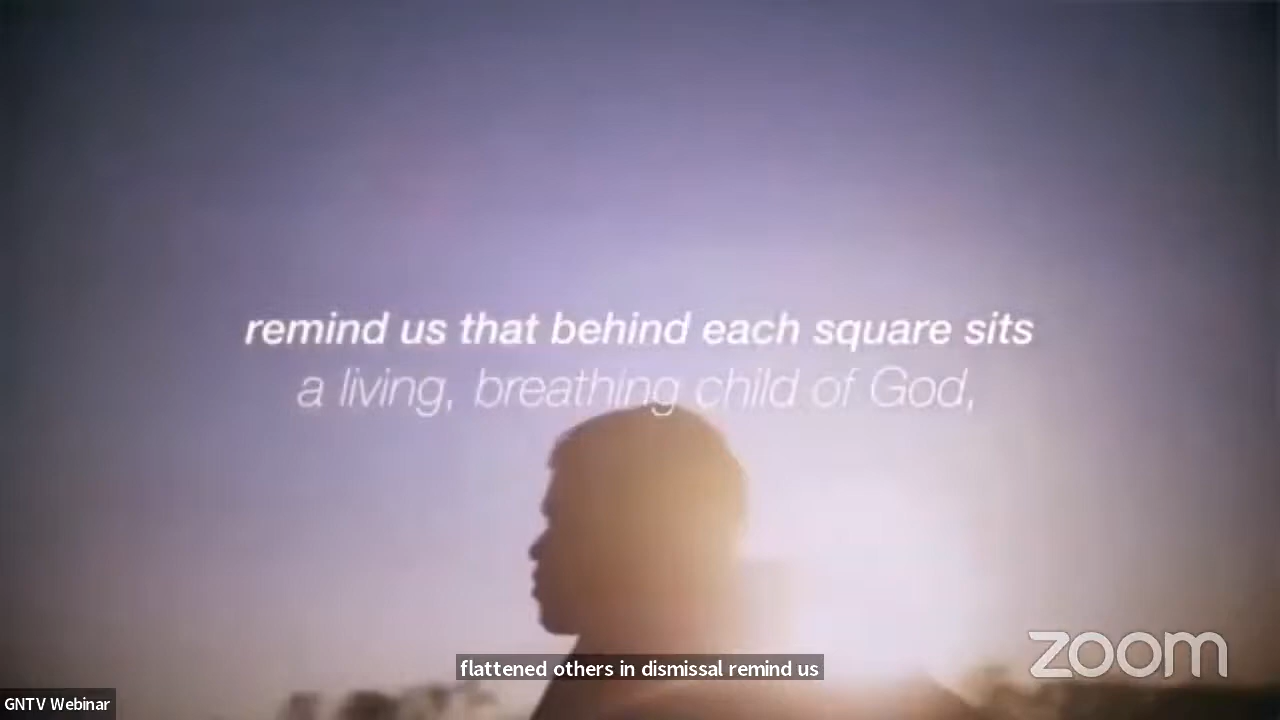 remind us that behind each square sits
a living, breathing child of God,
flattened others in dismissal remind us
zoom
GNTV Webinar